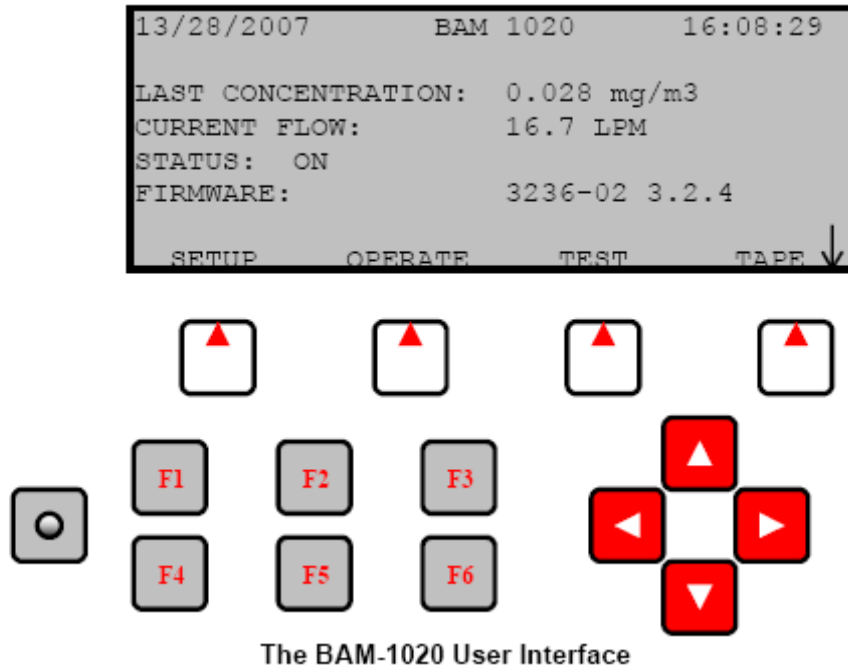 13/28/2007 BAM 1020 16:08:29
LAST CONCENTRATION: 0.028 mg/m3
CURRENT FLOW: 16.7 LPM
STATUS: ON
FIRMWARE: 3236-02 3.2.4
SETUP OPERATE TEST TAPE
F1 F2 F3
F4 F5 F6
The BAM-1020 User Interface